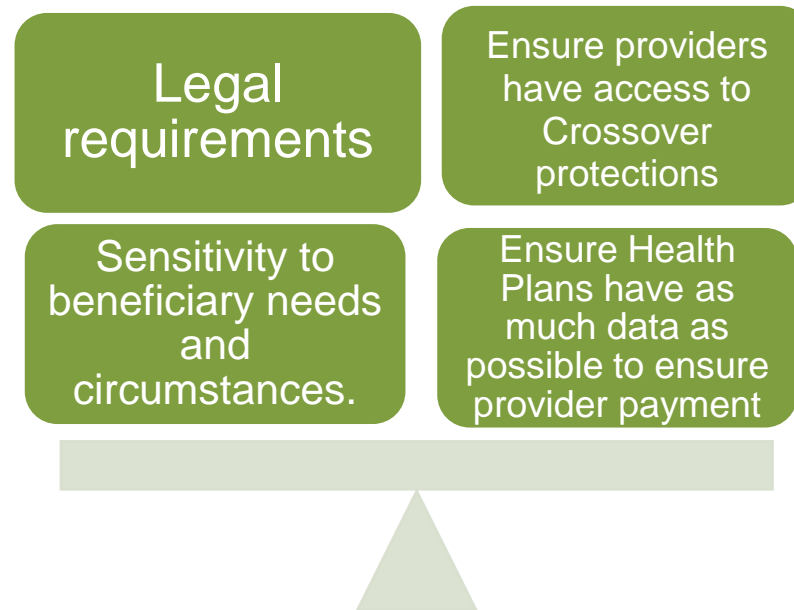 Legal
requirements
Ensure providers
have access to
Crossover
protections
Sensitivity to
beneficiary needs
and
circumstances.
Ensure Health
Plans have as
much data as
possible to ensure
provider payment